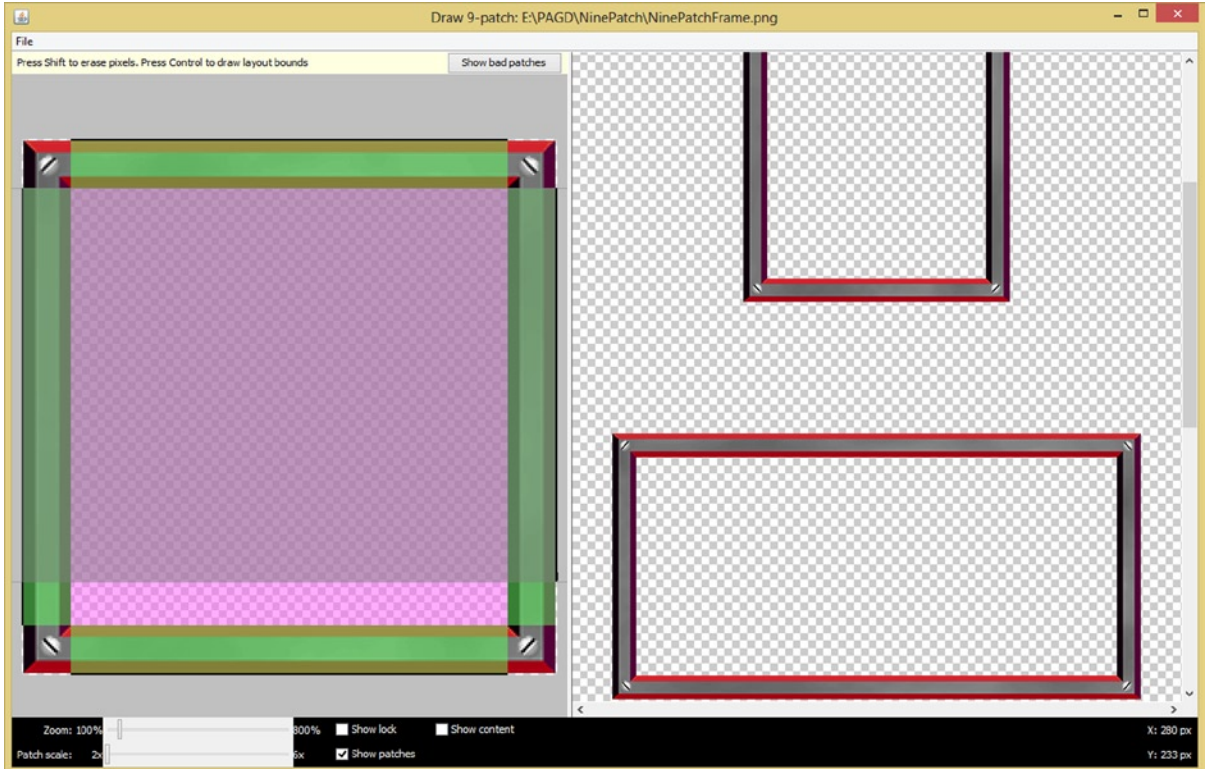 Draw 9-patch: E:\PAGD\NinePatch\NinePatchFrame.png
File
Press Shift to erase pixels. Press Control to draw layout bounds Show bad patches
Zoom: 100% 800% Show lock Show content X: 280 px
Patch scale: 2x 6x Show patches Y: 233 px